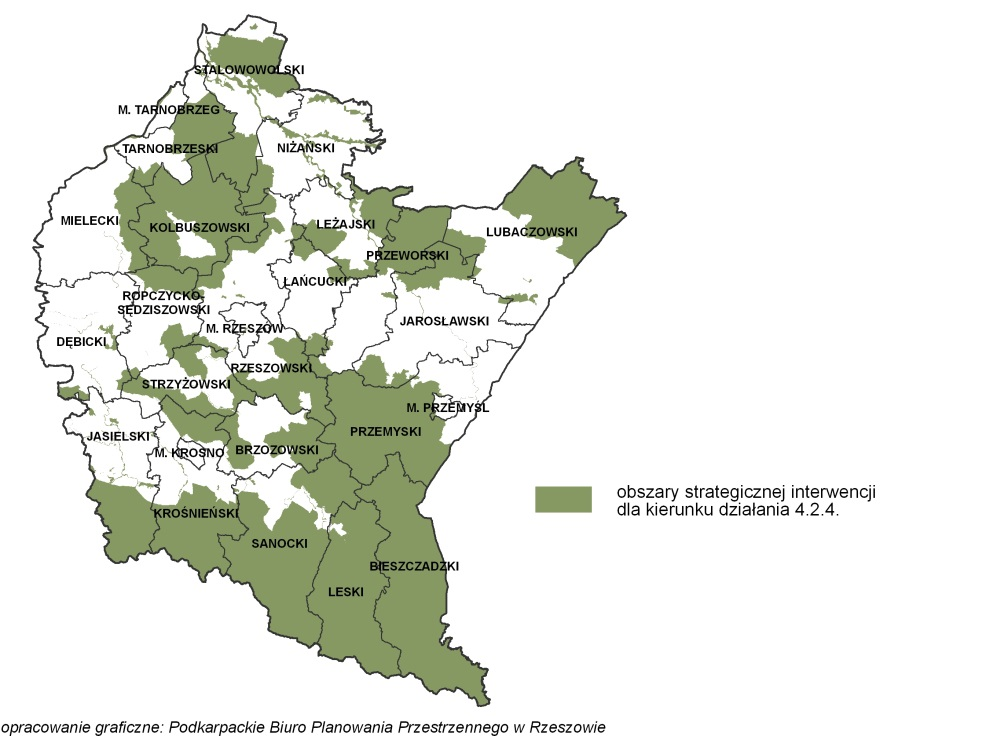 STALOWOWOLSKI
M. TARNOBRZEG
TARNOBRZESKI
NIŻAŃSKI
MIELECKI
KOLBUSZOWSKI
LEŻAJSKI
LUBACZOWSKI
PRZEWORSKI
ŁAŃCUCKI
ROPCZYCKO-
SĘDZISZOWSKI
M. RZESZÓW
JAROSŁAWSKI
DĘBICKI
RZESZOWSKI
STRZYŻOWSKI
M. PRZEMYŚL
JASIELSKI
PRZEMYSKI
M. KROSNO
BRZOZOWSKI
obszary strategicznej interwencji
dla kierunku działania 4.2.4.
KROŚNIEŃSKI
SANOCKI
BIESZCZADZKI
LESKI
opracowanie graficzne: Podkarpackie Biuro Planowania Przestrzennego w Rzeszowie